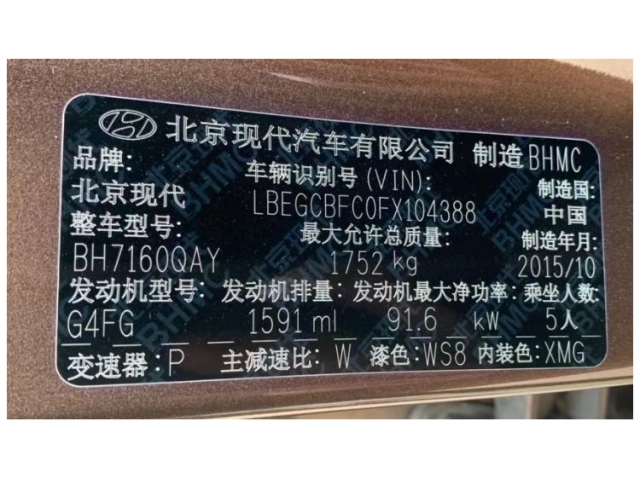 北京现代汽车有限公司 制造 BHMC
品牌: 车辆识别号(VIN): 制造国:
北京现代 LBEGCBFC0FX104388 中国
整车型号: 最大允许总质量: 制造年月:
BH7160QAY 1752 kg 2015/10
发动机型号: 发动机排量: 发动机最大净功率: 乘坐人数:
G4FG 1591 ml 91.6 kW 5人
变速器: P 主减速比: W 漆色: WS8 内装色: XMG